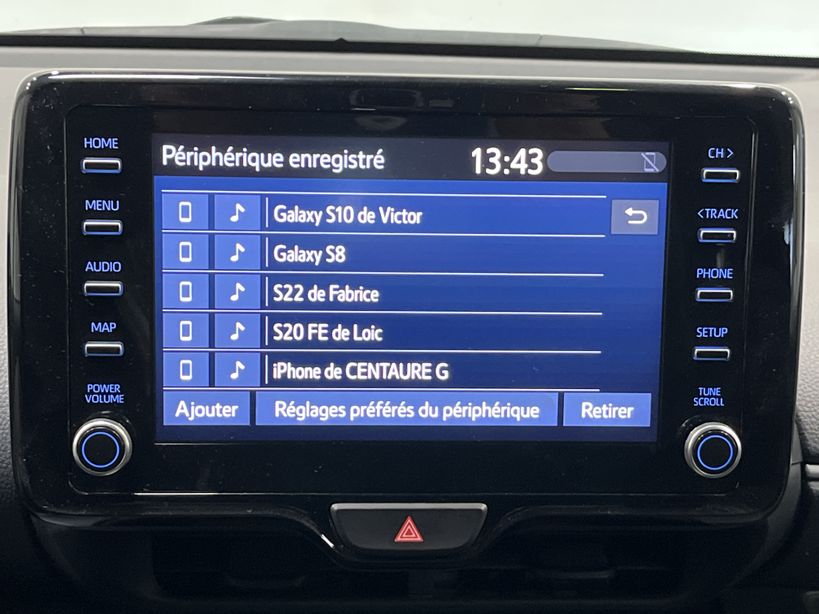 HOME
MENU
AUDIO
MAP
POWER
VOLUME
Périphérique enregistré 13:43
Galaxy S10 de Victor
Galaxy S8
S22 de Fabrice
S20 FE de Loic
iPhone de CENTAURE G
Ajouter Réglages préférés du périphérique Retirer
CH >
< TRACK
PHONE
SETUP
TUNE
SCROLL